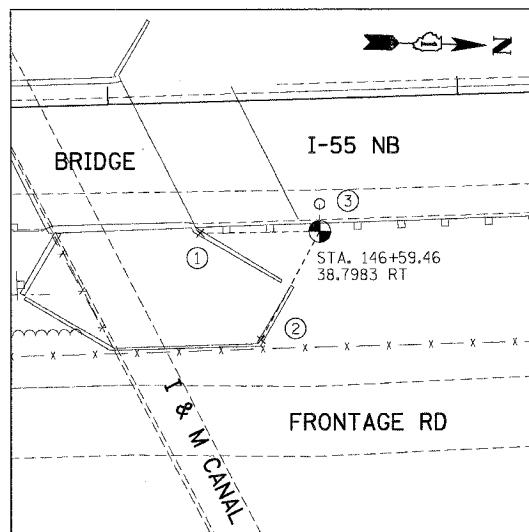 N
BRIDGE
I-55 NB
3
1
STA. 146+59.46
38.7983 RT
2
I & M CANAL
FRONTAGE RD